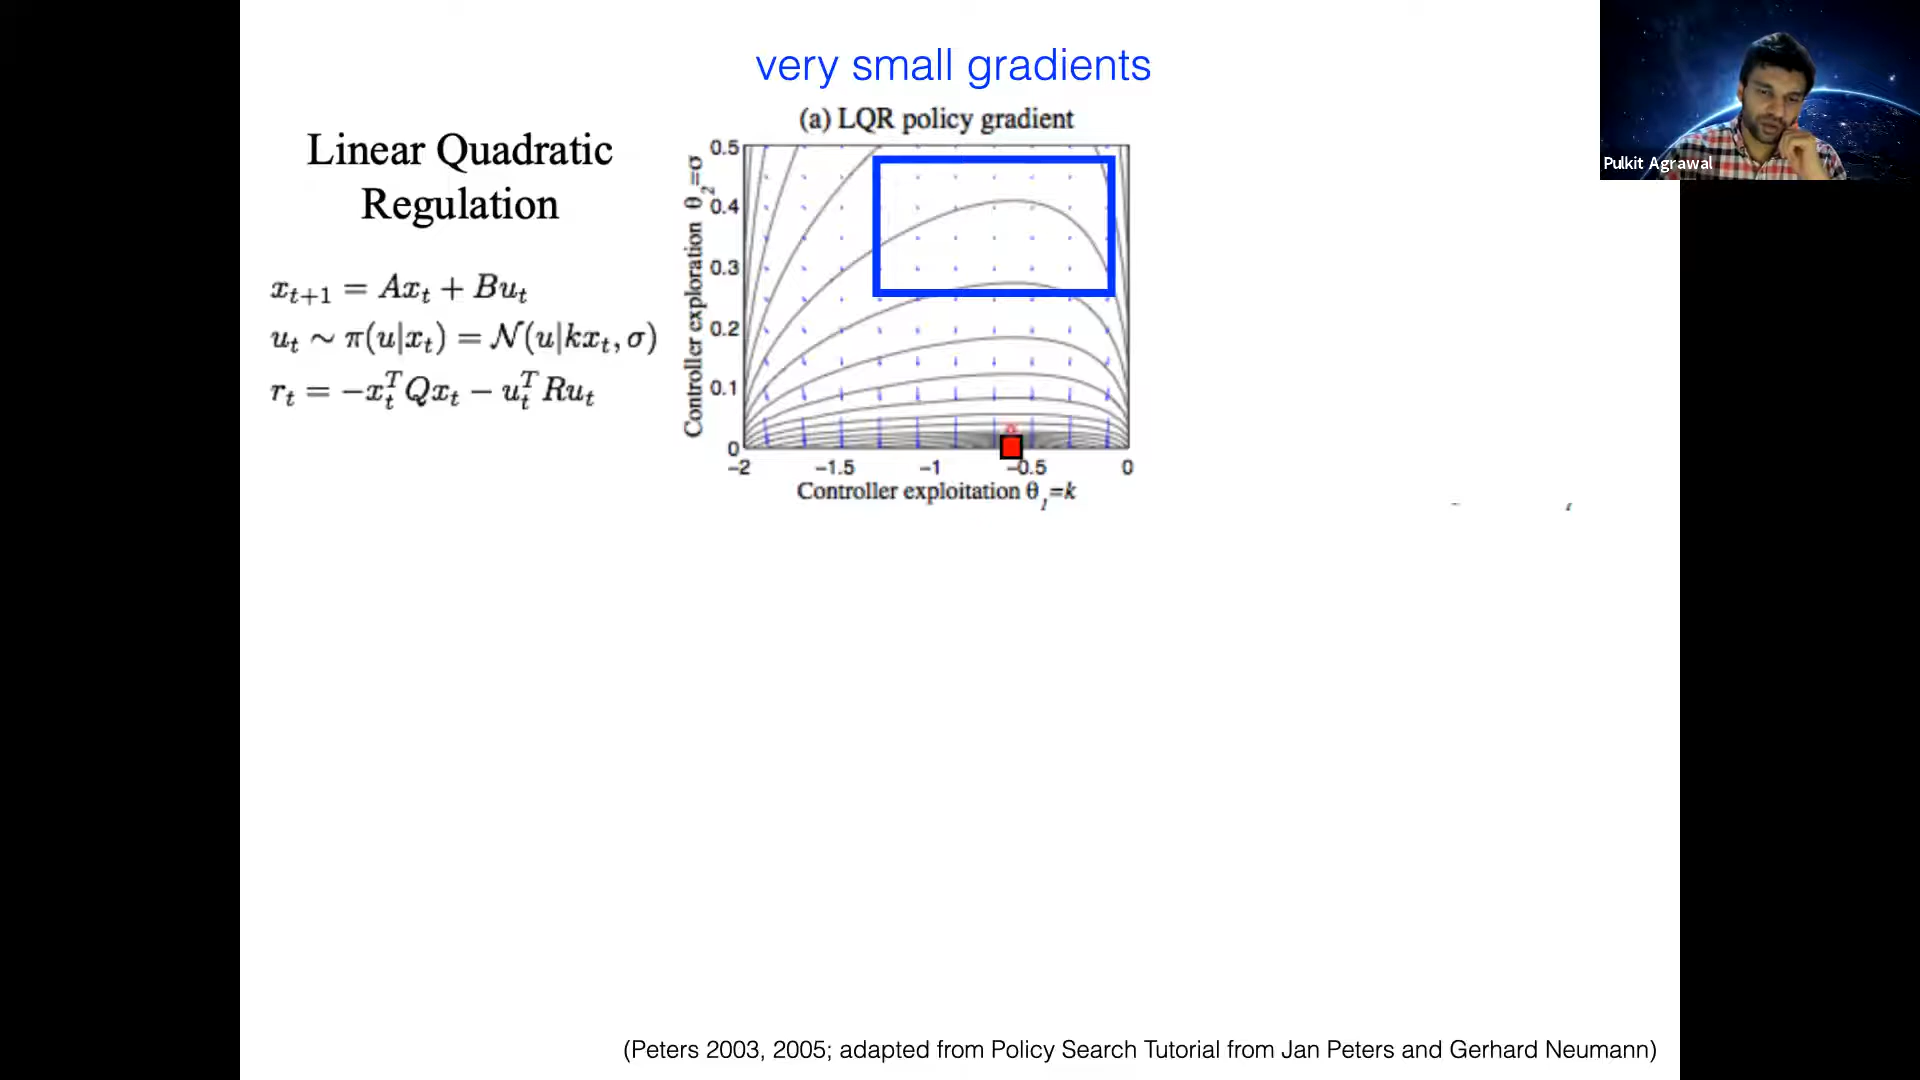 very small gradients
Pulkit Agrawal
Linear Quadratic
Regulation
x_{t+1} = Ax_t + Bu_t
u_t ∼ π(u|x_t) = 𝒩(u|kx_t, σ)
r_t = −x_t^T Qx_t − u_t^T Ru_t
(a) LQR policy gradient
Controller exploration θ_2=σ
0.5
0.4
0.3
0.2
0.1
0
−2 −1.5 −1 −0.5 0
Controller exploitation θ_1=k
(Peters 2003, 2005; adapted from Policy Search Tutorial from Jan Peters and Gerhard Neumann)